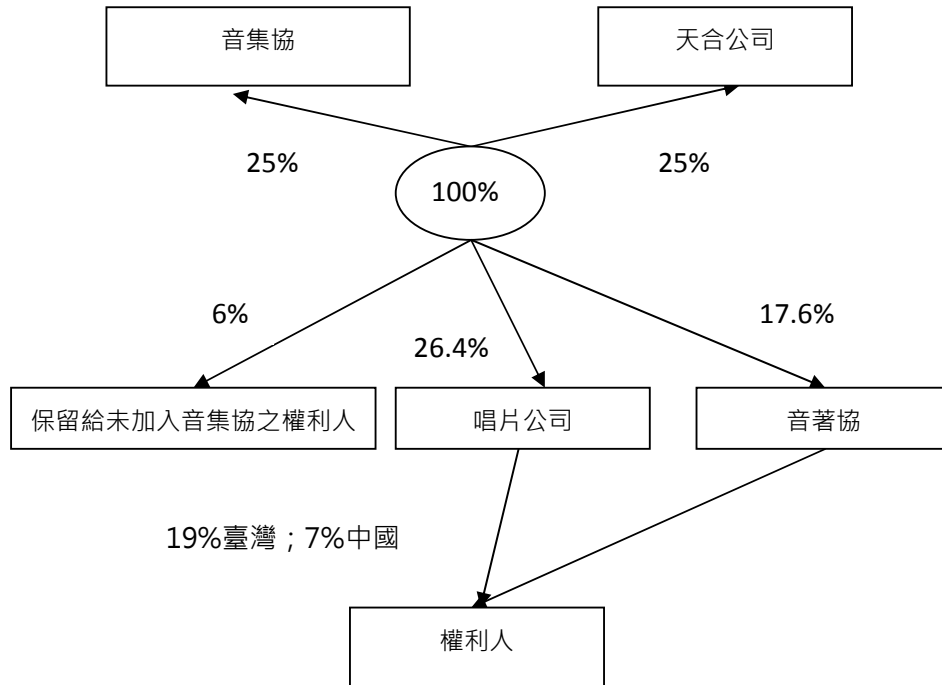 音集協
天合公司
25%
25%
100%
6%
26.4%
17.6%
保留給未加入音集協之權利人
唱片公司
音著協
19%臺灣；7%中國
權利人